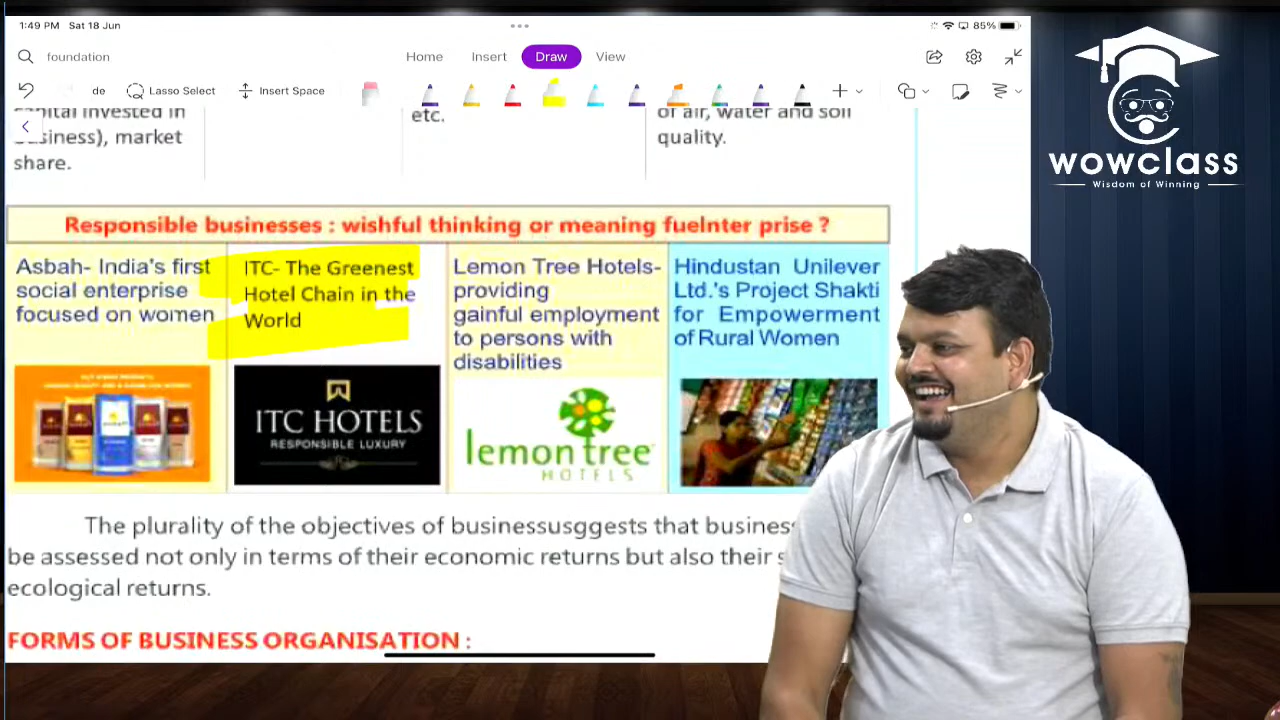 1:49 PM Sat 18 Jun
85%
foundation
Home Insert Draw View
de Lasso Select Insert Space
capital invested in
business), market
share.
etc.
of air, water and soil
quality.
Responsible businesses : wishful thinking or meaning fuelnter prise ?
Asbah- India's first
social enterprise
focused on women
ITC- The Greenest
Hotel Chain in the
World
Lemon Tree Hotels-
providing
gainful employment
to persons with
disabilities
Hindustan Unilever
Ltd.'s Project Shakti
for Empowerment
of Rural Women
ITC HOTELS
RESPONSIBLE LUXURY
lemon tree
HOTELS
The plurality of the objectives of businessusggests that business
be assessed not only in terms of their economic returns but also their s
ecological returns.
FORMS OF BUSINESS ORGANISATION :
wowclass
Wisdom of Winning